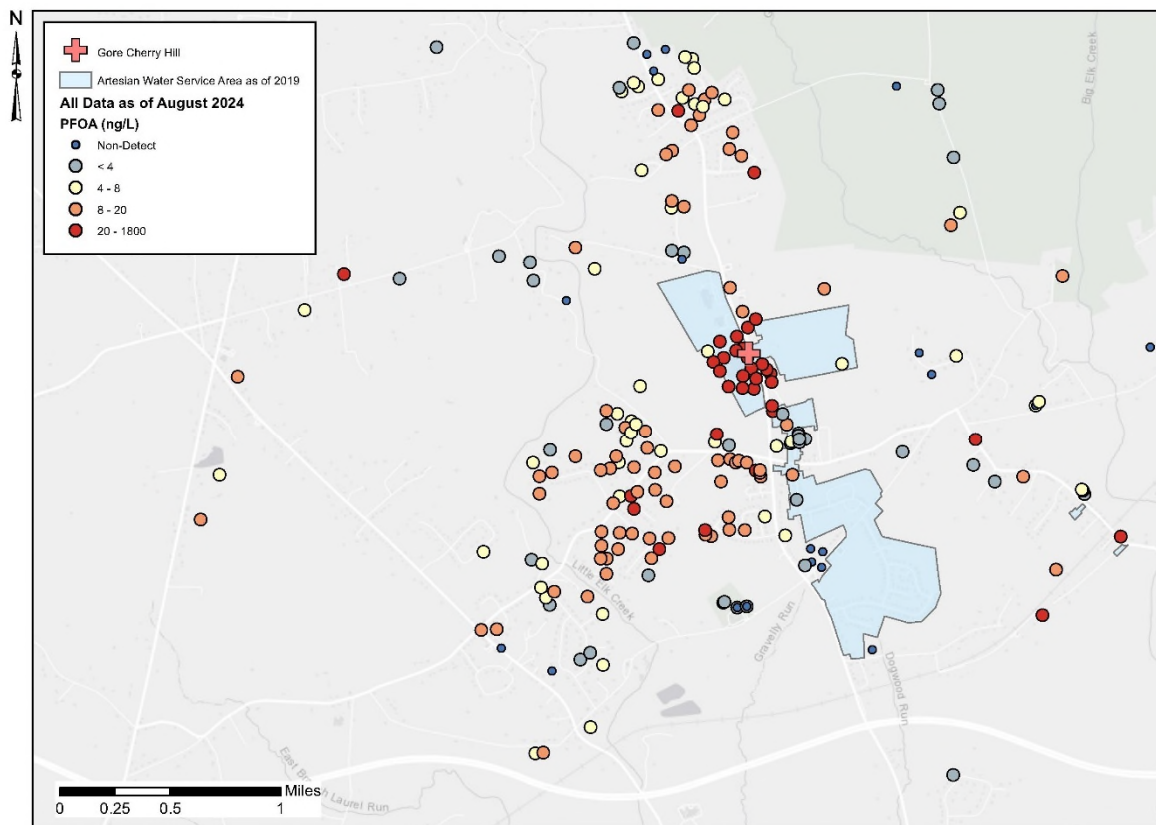 N
Gore Cherry Hill
Artesian Water Service Area as of 2019
All Data as of August 2024
PFOA (ng/L)
Non-Detect
< 4
4 - 8
8 - 20
20 - 1800
Big Elk Creek
Little Elk Creek
Gravelly Run
Dogwood Run
East Branch Laurel Run
Miles
0 0.25 0.5 1